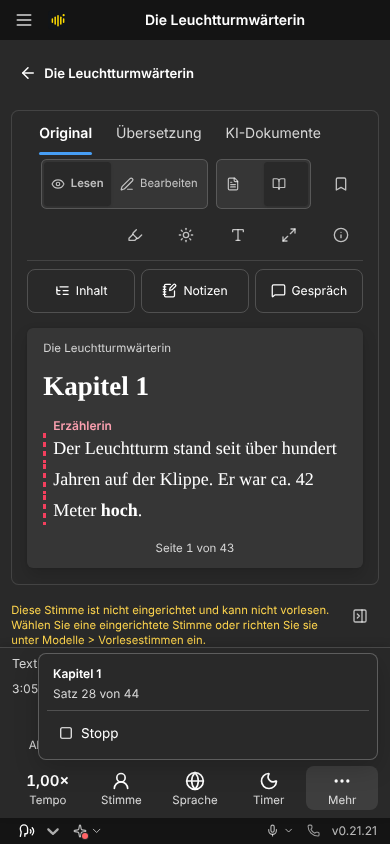 Die Leuchtturmwärterin
Die Leuchtturmwärterin
Original Übersetzung KI-Dokumente
Lesen Bearbeiten
Inhalt Notizen Gespräch
Die Leuchtturmwärterin
Kapitel 1
Erzählerin
Der Leuchtturm stand seit über hundert
Jahren auf der Klippe. Er war ca. 42
Meter hoch.
Seite 1 von 43
Diese Stimme ist nicht eingerichtet und kann nicht vorlesen.
Wählen Sie eine eingerichtete Stimme oder richten Sie sie
unter Modelle > Vorlesestimmen ein.
Text
Kapitel 1
3:05
Satz 28 von 44
Stopp
1,00×
Tempo Stimme Sprache Timer Mehr
v0.21.21